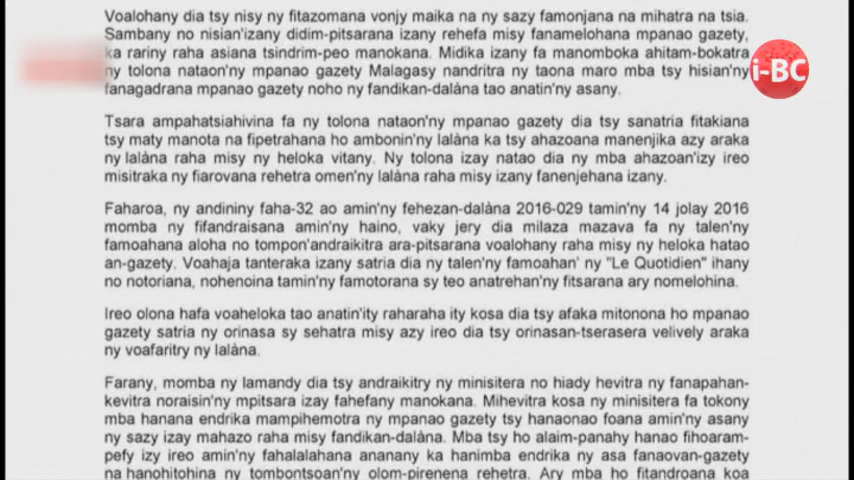 Voalohany dia tsy nisy ny fitazomana vonjy maika na ny sazy famonjana na mihatra na tsia.
Sambany no nisian'izany didim-pitsarana izany rehefa misy fanamelohana mpanao gazety,
ka rariny raha asiana tsindrim-peo manokana. Midika izany fa manomboka ahitam-bokatra
ny tolona nataon'ny mpanao gazety Malagasy nandritra ny taona maro mba tsy hisian'ny
fanagadrana mpanao gazety noho ny fandikan-dalàna tao anatin'ny asany.
i-BC
Tsara ampahatsiahivina fa ny tolona nataon'ny mpanao gazety dia tsy sanatria fitakiana
tsy maty manota na fipetrahana ho ambonin'ny lalàna ka tsy ahazoana manenjika azy araka
ny lalàna raha misy ny heloka vitany. Ny tolona izay natao dia ny mba ahazoan'izy ireo
misitraka ny fiarovana rehetra omen'ny lalàna raha misy izany fanenjehana izany.
Faharoa, ny andininy faha-32 ao amin'ny fehezan-dalàna 2016-029 tamin'ny 14 jolay 2016
momba ny fifandraisana amin'ny haino, vaky jery dia milaza mazava fa ny talen'ny
famoahana aloha no tompon'andraikitra ara-pitsarana voalohany raha misy ny heloka hatao
an-gazety. Voahaja tanteraka izany satria dia ny talen'ny famoahan' ny "Le Quotidien" ihany
no notoriana, nohenoina tamin'ny famotorana sy teo anatrehan'ny fitsarana ary nomelohina.
Ireo olona hafa voaheloka tao anatin'ity raharaha ity kosa dia tsy afaka mitonona ho mpanao
gazety satria ny orinasa sy sehatra misy azy ireo dia tsy orinasan-tserasera velively araka
ny voafaritry ny lalàna.
Farany, momba ny lamandy dia tsy andraikitry ny minisitera no hiady hevitra ny fanapahan-
kevitra noraisin'ny mpitsara izay fahefany manokana. Mihevitra kosa ny minisitera fa tokony
mba hanana endrika mampihemotra ny mpanao gazety tsy hanaonao foana amin'ny asany
ny sazy izay mahazo raha misy fandikan-dalàna. Mba tsy ho alaim-panahy hanao fihoaram-
pefy izy ireo amin'ny fahalalahana ananany ka hanimba endrika ny asa fanaovan-gazety
na hanohitohina ny tombontsoan'ny olom-pirenena rehetra. Ary mba ho fitandroana koa